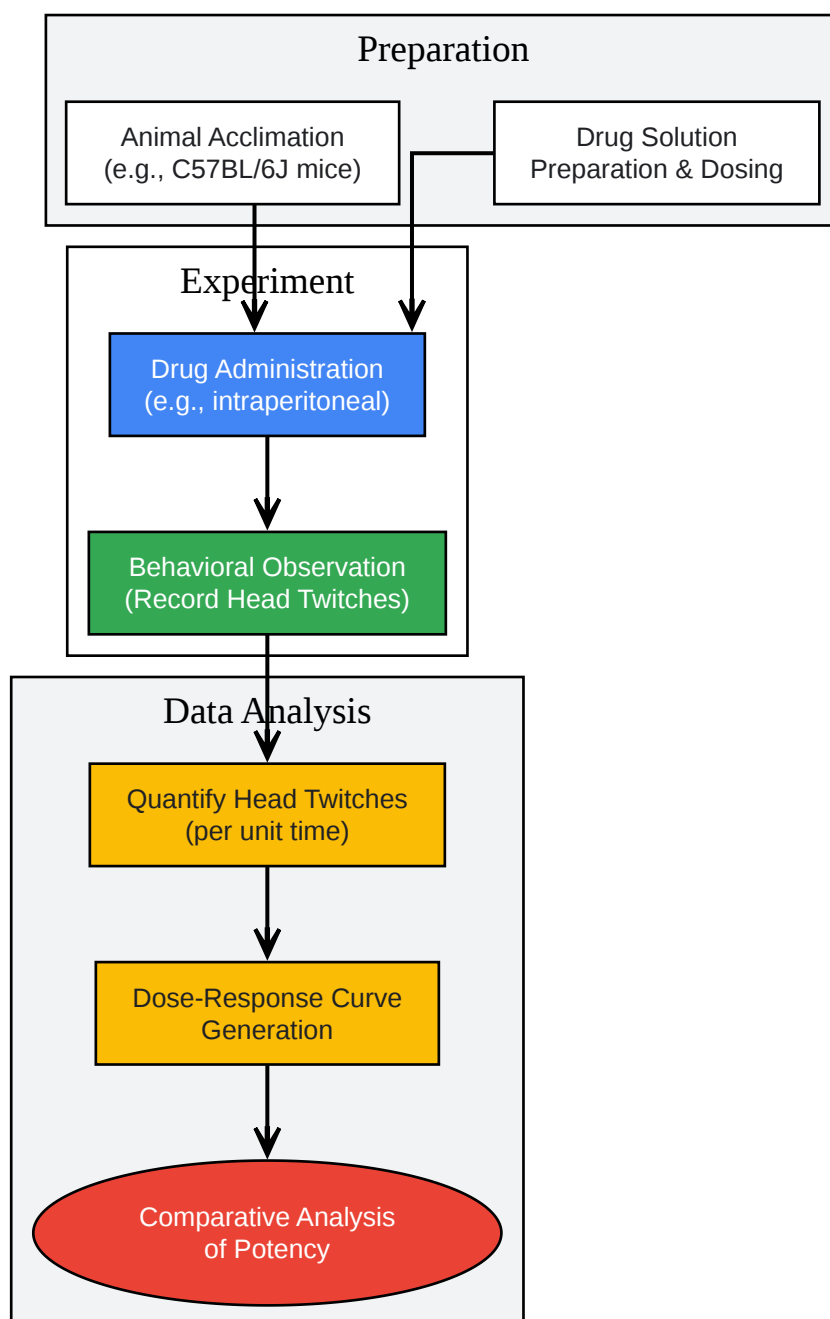 Preparation
Animal Acclimation
(e.g., C57BL/6J mice)
Drug Solution
Preparation & Dosing
Experiment
Drug Administration
(e.g., intraperitoneal)
Behavioral Observation
(Record Head Twitches)
Data Analysis
Quantify Head Twitches
(per unit time)
Dose-Response Curve
Generation
Comparative Analysis
of Potency